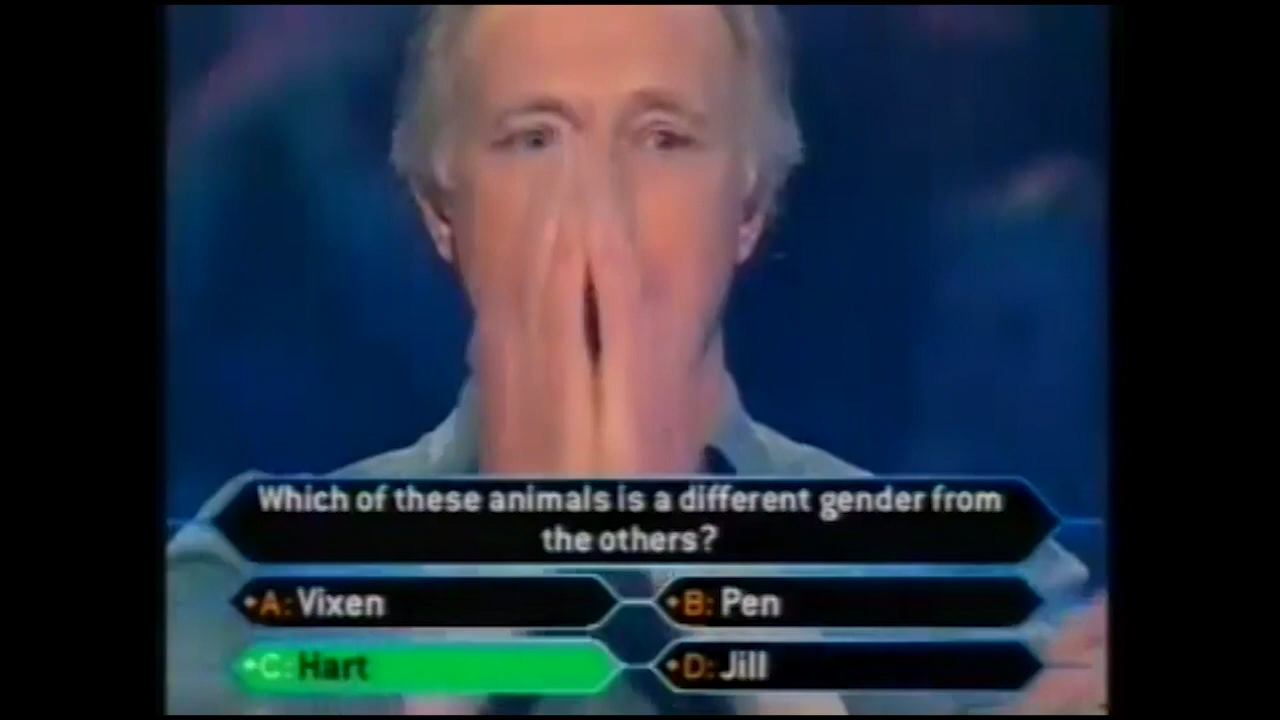 Which of these animals is a different gender from
the others?
A: Vixen
B: Pen
C: Hart
D: Jill